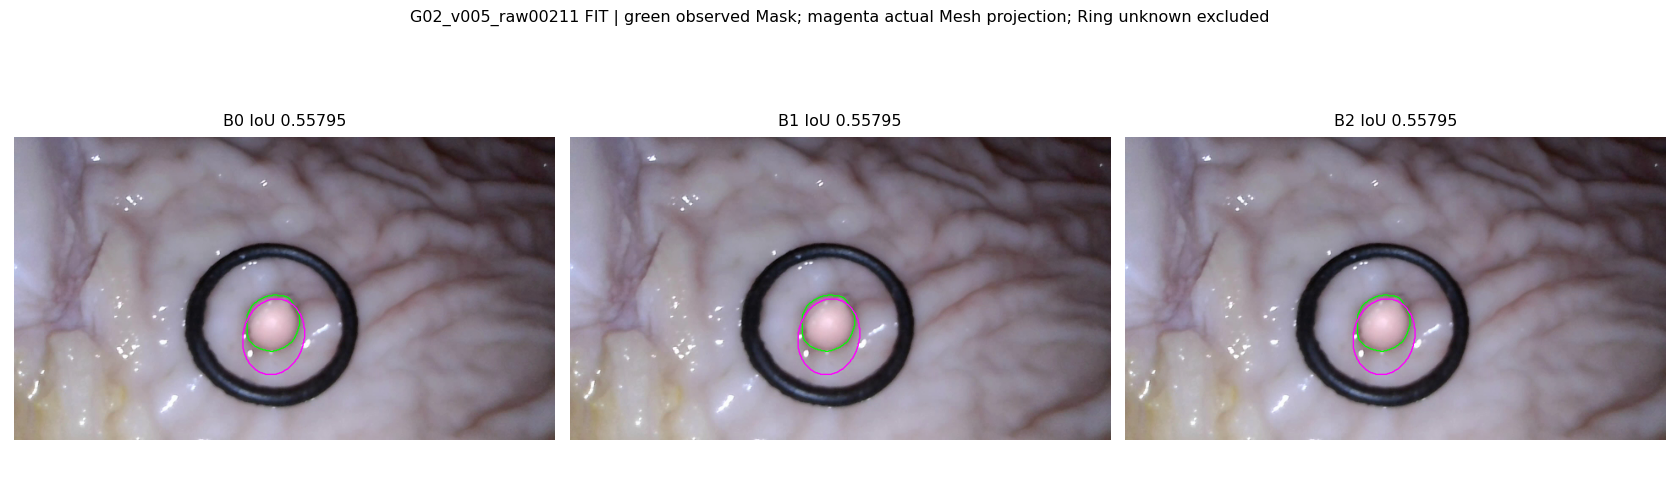 G02_v005_raw00211 FIT | green observed Mask; magenta actual Mesh projection; Ring unknown excluded
B0 IoU 0.55795
B1 IoU 0.55795
B2 IoU 0.55795